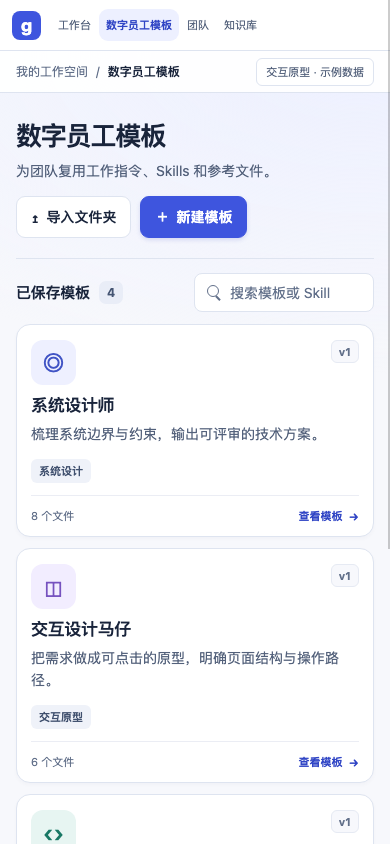 g 工作台 数字员工模板 团队 知识库
我的工作空间 / 数字员工模板 交互原型 · 示例数据
数字员工模板
为团队复用工作指令、Skills 和参考文件。
↥ 导入文件夹 + 新建模板
已保存模板 4 搜索模板或 Skill
v1
系统设计师
梳理系统边界与约束，输出可评审的技术方案。
系统设计
8 个文件 查看模板 →
v1
交互设计马仔
把需求做成可点击的原型，明确页面结构与操作路
径。
交互原型
6 个文件 查看模板 →
v1